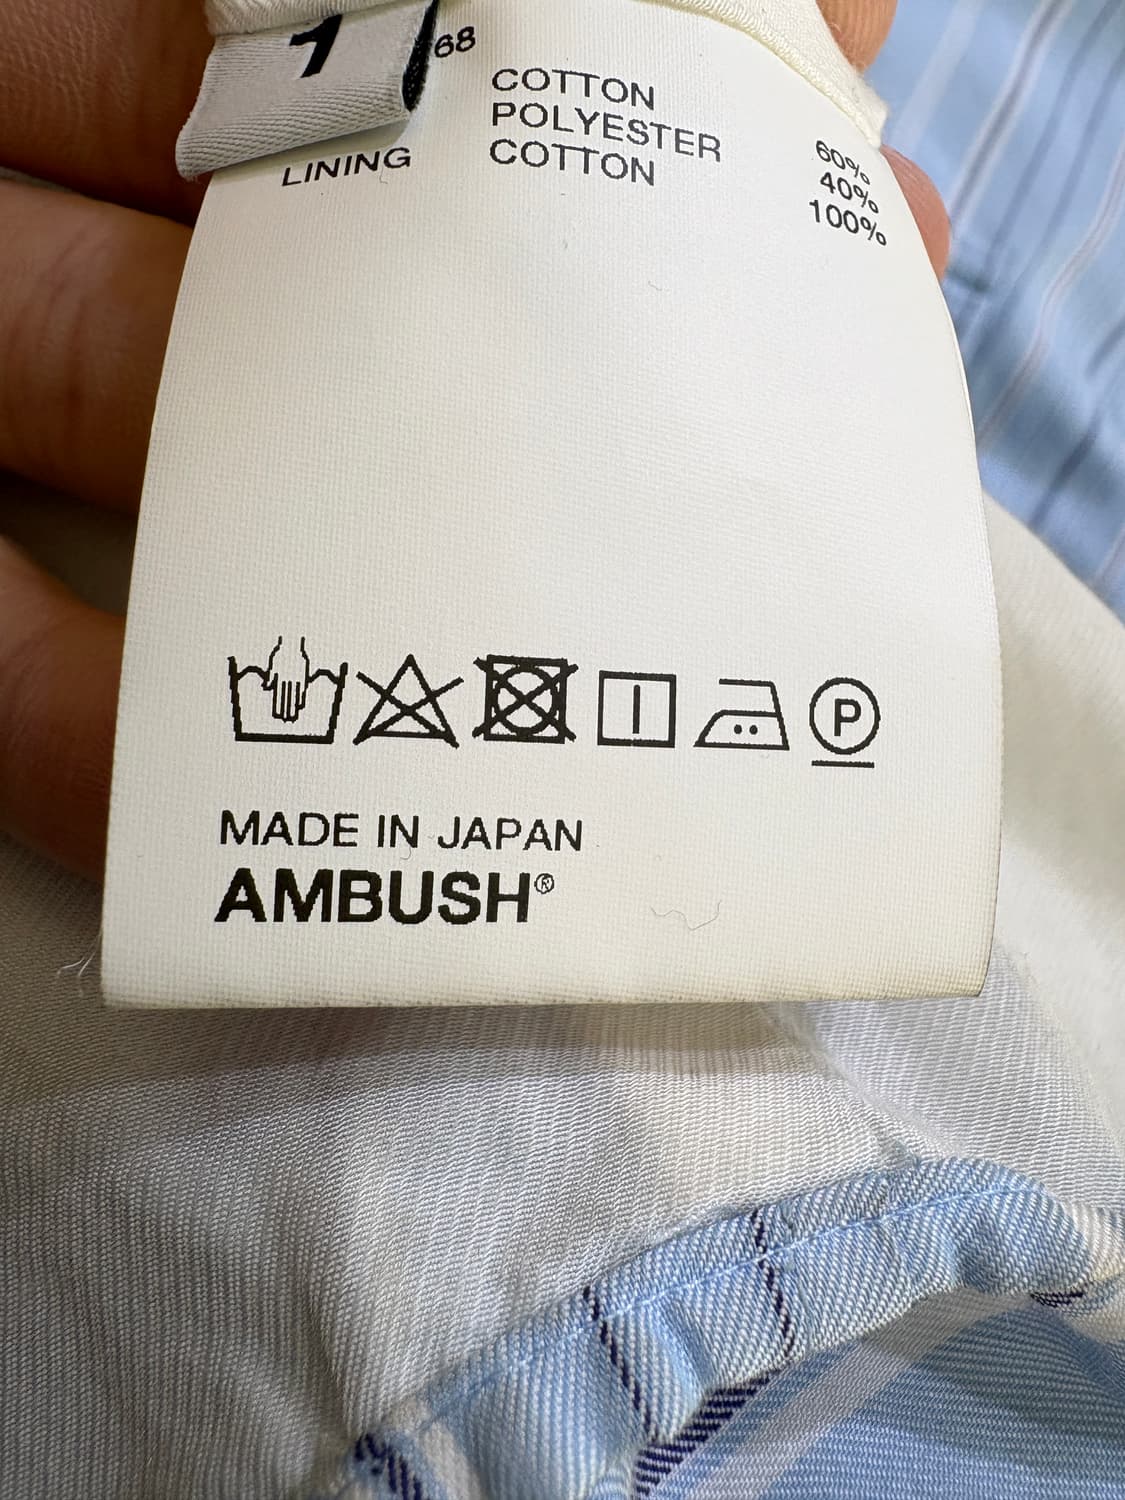 1
68
COTTON 60%
POLYESTER 40%
LINING COTTON 100%
P
MADE IN JAPAN
AMBUSH®